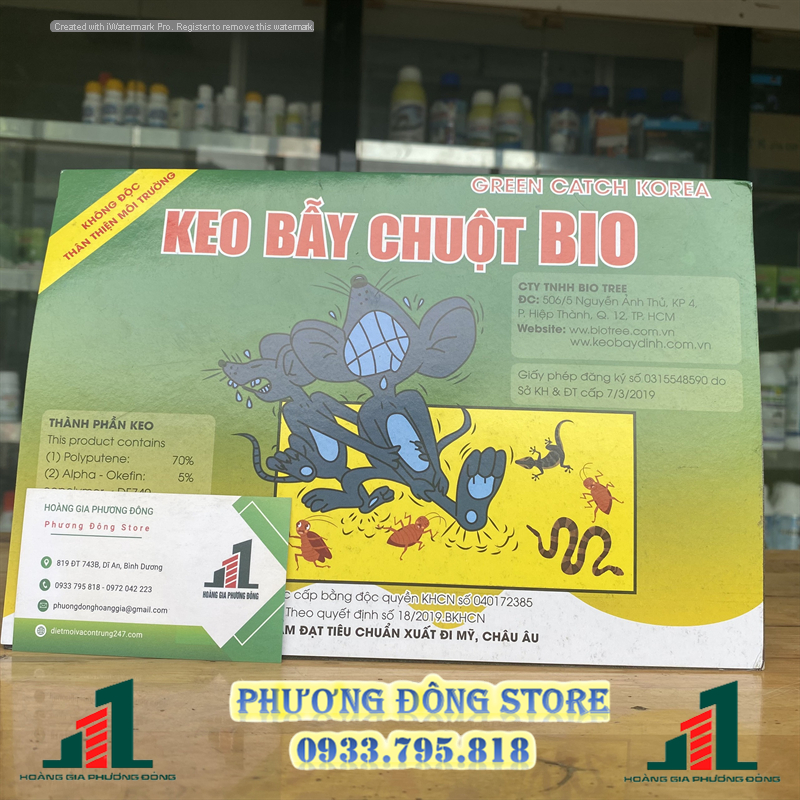 Created with iWatermark Pro. Register to remove this watermark.
GREEN CATCH KOREA
KHÔNG ĐỘC
THÂN THIỆN MÔI TRƯỜNG
KEO BẪY CHUỘT BIO
CTY TNHH BIO TREE
ĐC: 506/5 Nguyễn Ảnh Thủ, KP 4,
P. Hiệp Thành, Q. 12, TP. HCM
Website: www.biotree.com.vn
www.keobaydinh.com.vn
Giấy phép đăng ký số 0315548590 do
Sở KH & ĐT cấp 7/3/2019
THÀNH PHẦN KEO
This product contains
(1) Polyputene: 70%
(2) Alpha - Okefin: 5%
HOÀNG GIA PHƯƠNG ĐÔNG
Phương Đông Store
819 ĐT 743B, Dĩ An, Bình Dương
0933 795 818 - 0972 042 223
phuongdonghoanggia@gmail.com
dietmoivacontrung247.com
HOÀNG GIA PHƯƠNG ĐÔNG
cấp bằng độc quyền KHCN số 040172385
Theo quyết định số 18/2019.BKHCN
ĐẠT TIÊU CHUẨN XUẤT ĐI MỸ, CHÂU ÂU
PHƯƠNG ĐÔNG STORE
0933.795.818
HOÀNG GIA PHƯƠNG ĐÔNG
HOÀNG GIA PHƯƠNG ĐÔNG